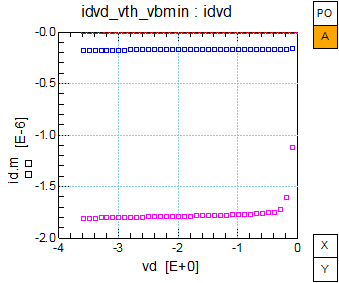 idvd_vth_vbmin : idvd
PO
A
-0.0
-0.5
-1.0
-1.5
-2.0
id.m [E-6]
-4
-3
-2
-1
0
vd [E+0]
X
Y